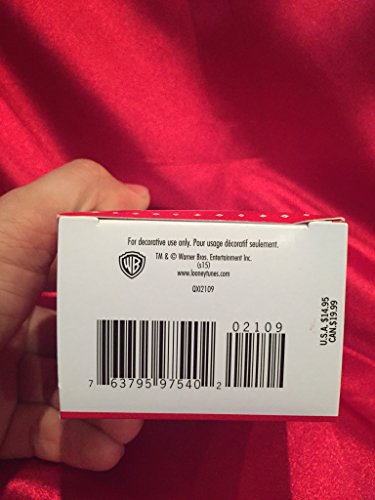 For decorative use only. Pour usage décoratif seulement.
WB
TM & © Warner Bros. Entertainment Inc.
(s15)
www.looneytunes.com
QXI2109
U.S.A. $14.95
CAN.$19.99
02109
7 63795 97540 2